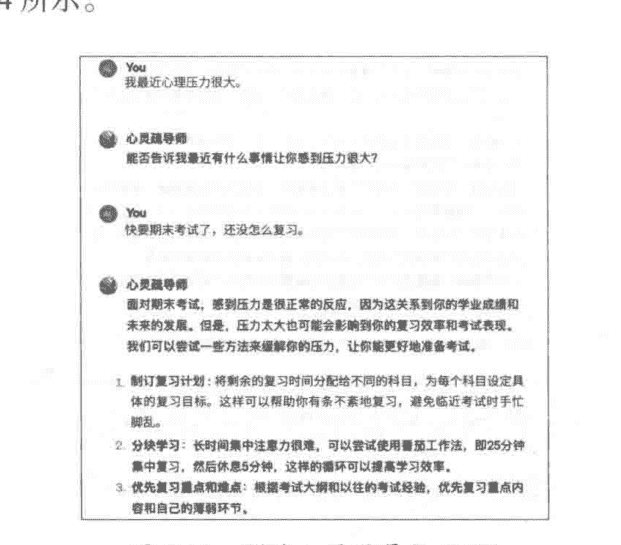 4 所示。
You
我最近心理压力很大。
心灵疏导师
能否告诉我最近有什么事情让你感到压力很大？
You
快要期末考试了，还没怎么复习。
心灵疏导师
面对期末考试，感到压力是很正常的反应，因为这关系到你的学业成绩和
未来的发展。但是，压力太大也可能会影响到你的复习效率和考试表现。
我们可以尝试一些方法来缓解你的压力，让你能更好地准备考试。
1. 制订复习计划：将剩余的复习时间分配给不同的科目，为每个科目设定具
体的复习目标。这样可以帮助你有条不紊地复习，避免临近考试时手忙
脚乱。
2. 分块学习：长时间集中注意力很难，可以尝试使用番茄工作法，即25分钟
集中复习，然后休息5分钟，这样的循环可以提高学习效率。
3. 优先复习重点和难点：根据考试大纲和以往的考试经验，优先复习重点内
容和自己的薄弱环节。